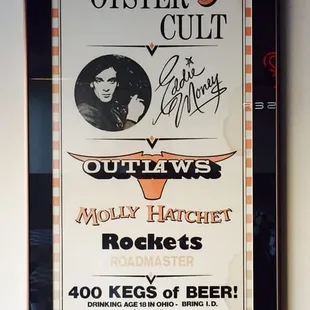 OYSTER
CULT
Eddie
Money
OUTLAWS
MOLLY HATCHET
Rockets
ROADMASTER
400 KEGS of BEER!
DRINKING AGE 18 IN OHIO - BRING I.D.